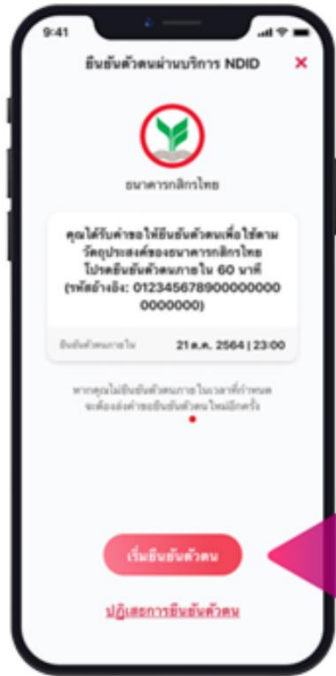 9:41
ยืนยันตัวตนผ่านบริการ NDID
ธนาคารกสิกรไทย
คุณได้รับคำขอให้ยืนยันตัวตนเพื่อใช้ตาม
วัตถุประสงค์ของธนาคารกสิกรไทย
โปรดยืนยันตัวตนภายใน 60 นาที
(รหัสอ้างอิง: 012345678900000000
0000000)
ยืนยันตัวตนภายใน 21 ต.ค. 2564 | 23:00
หากคุณไม่ยืนยันตัวตนภายในเวลาที่กำหนด
จะต้องส่งคำขอยืนยันตัวตนใหม่อีกครั้ง
เริ่มยืนยันตัวตน
ปฏิเสธการยืนยันตัวตน